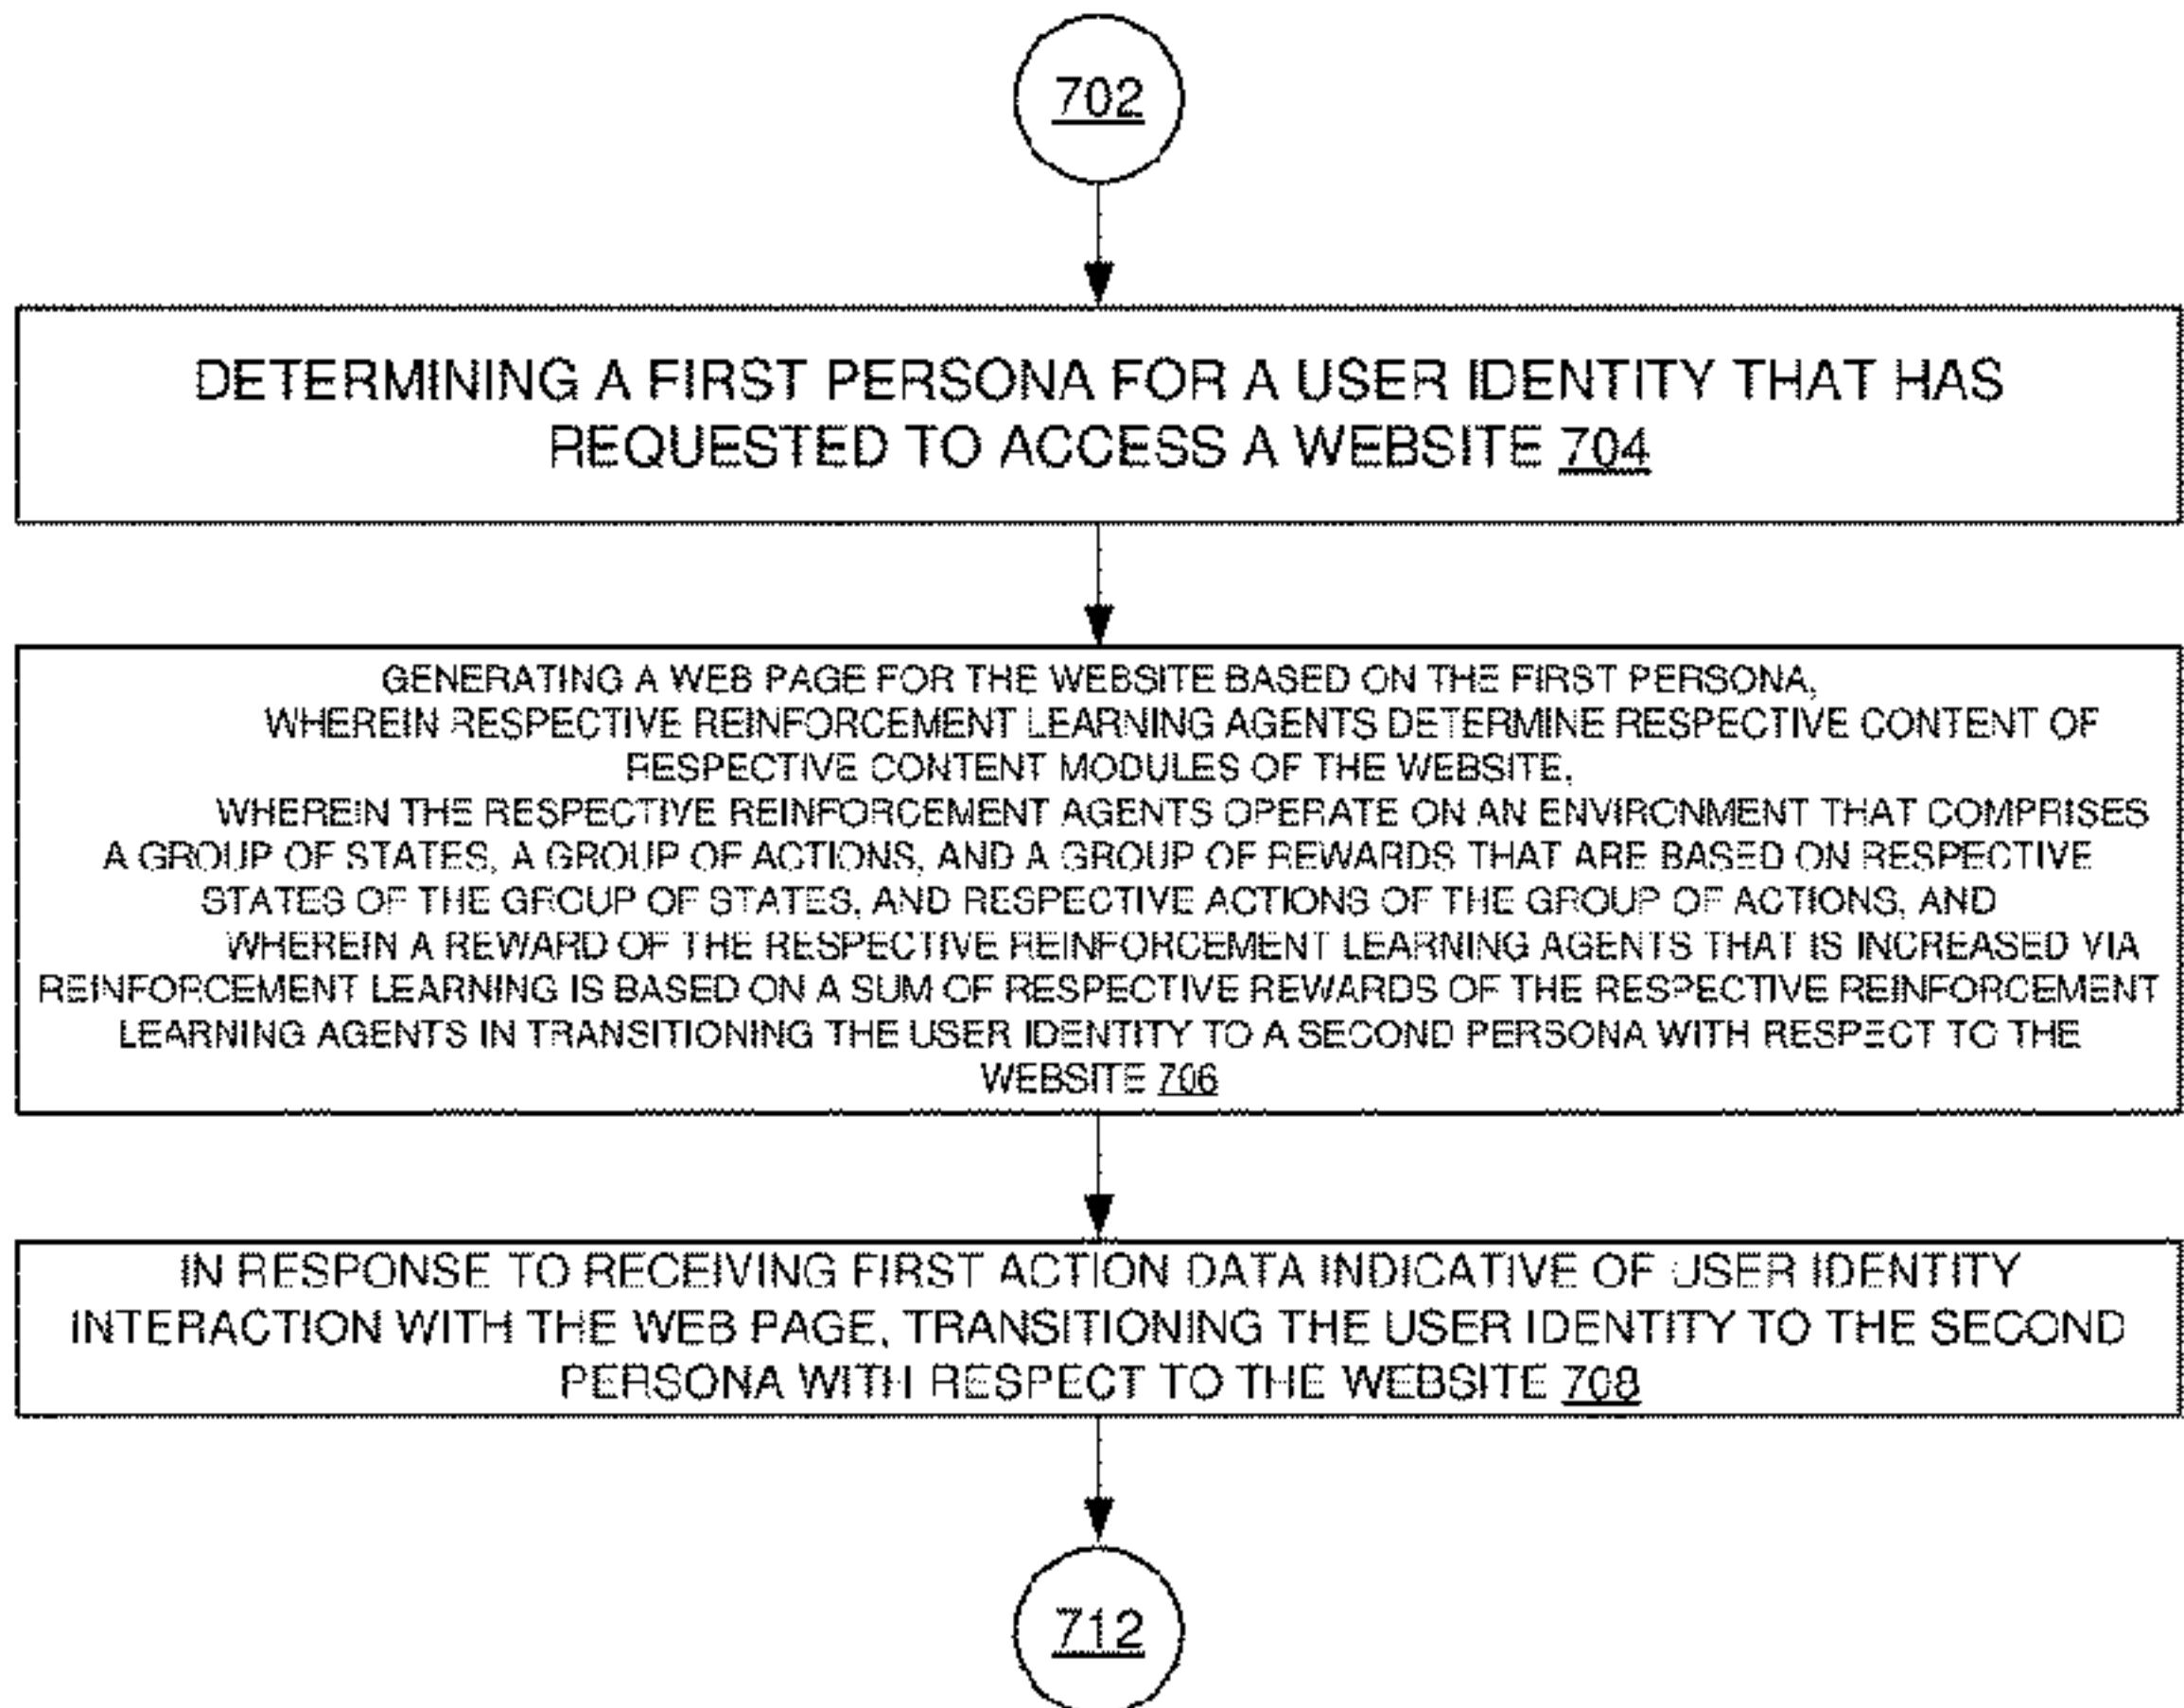 702
DETERMINING A FIRST PERSONA FOR A USER IDENTITY THAT HAS
REQUESTED TO ACCESS A WEBSITE 704
GENERATING A WEB PAGE FOR THE WEBSITE BASED ON THE FIRST PERSONA,
WHEREIN RESPECTIVE REINFORCEMENT LEARNING AGENTS DETERMINE RESPECTIVE CONTENT OF
RESPECTIVE CONTENT MODULES OF THE WEBSITE,
WHEREIN THE RESPECTIVE REINFORCEMENT AGENTS OPERATE ON AN ENVIRONMENT THAT COMPRISES
A GROUP OF STATES, A GROUP OF ACTIONS, AND A GROUP OF REWARDS THAT ARE BASED ON RESPECTIVE
STATES OF THE GROUP OF STATES, AND RESPECTIVE ACTIONS OF THE GROUP OF ACTIONS, AND
WHEREIN A REWARD OF THE RESPECTIVE REINFORCEMENT LEARNING AGENTS THAT IS INCREASED VIA
REINFORCEMENT LEARNING IS BASED ON A SUM OF RESPECTIVE REWARDS OF THE RESPECTIVE REINFORCEMENT
LEARNING AGENTS IN TRANSITIONING THE USER IDENTITY TO A SECOND PERSONA WITH RESPECT TO THE
WEBSITE 706
IN RESPONSE TO RECEIVING FIRST ACTION DATA INDICATIVE OF USER IDENTITY
INTERACTION WITH THE WEB PAGE, TRANSITIONING THE USER IDENTITY TO THE SECOND
PERSONA WITH RESPECT TO THE WEBSITE 708
712